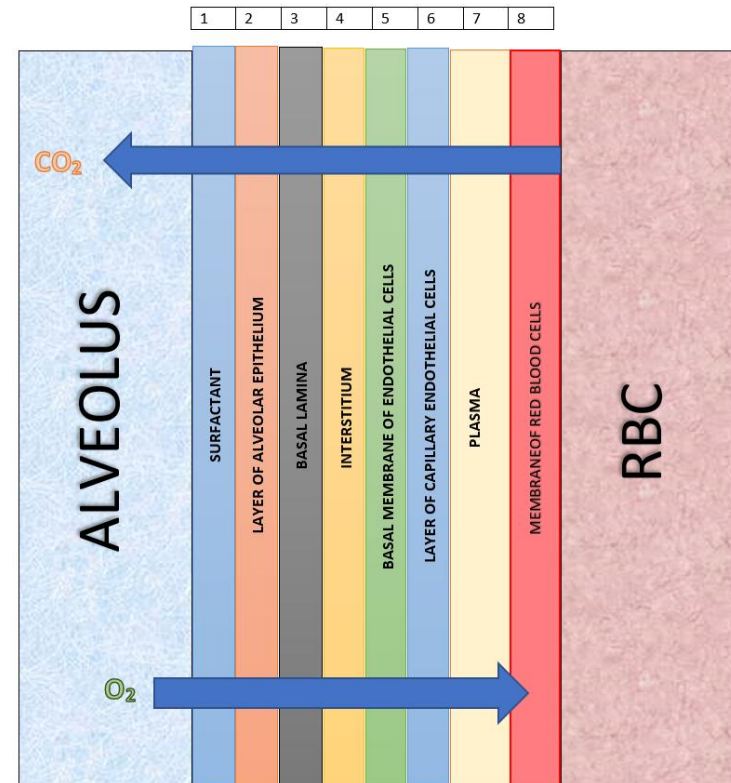 1 2 3 4 5 6 7 8
CO₂
ALVEOLUS
SURFACTANT
LAYER OF ALVEOLAR EPITHELIUM
BASAL LAMINA
INTERSTITIUM
BASAL MEMBRANE OF ENDOTHELIAL CELLS
LAYER OF CAPILLARY ENDOTHELIAL CELLS
PLASMA
MEMBRANEOF RED BLOOD CELLS
RBC
O₂